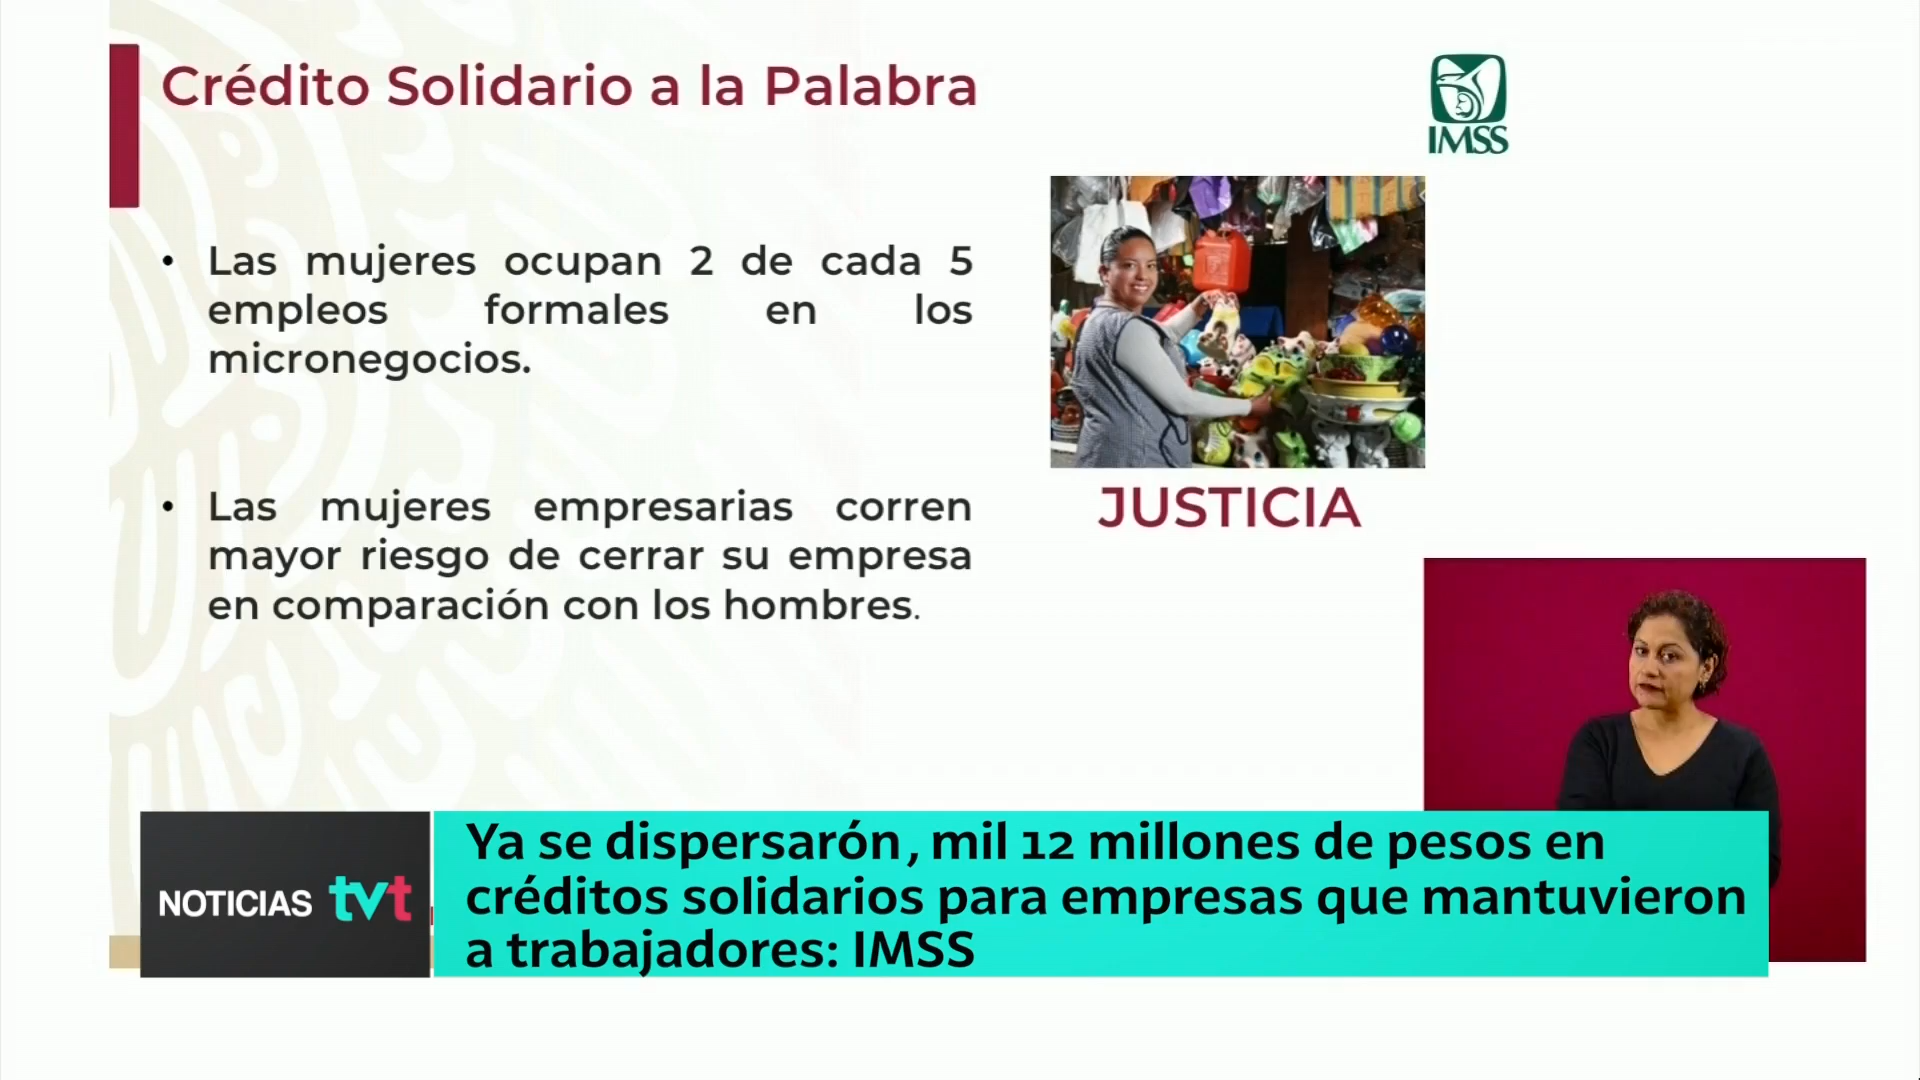 Crédito Solidario a la Palabra
IMSS
Las mujeres ocupan 2 de cada 5
empleos formales en los
micronegocios.
Las mujeres empresarias corren
mayor riesgo de cerrar su empresa
en comparación con los hombres.
JUSTICIA
NOTICIAS tvt
Ya se dispersarón, mil 12 millones de pesos en
créditos solidarios para empresas que mantuvieron
a trabajadores: IMSS